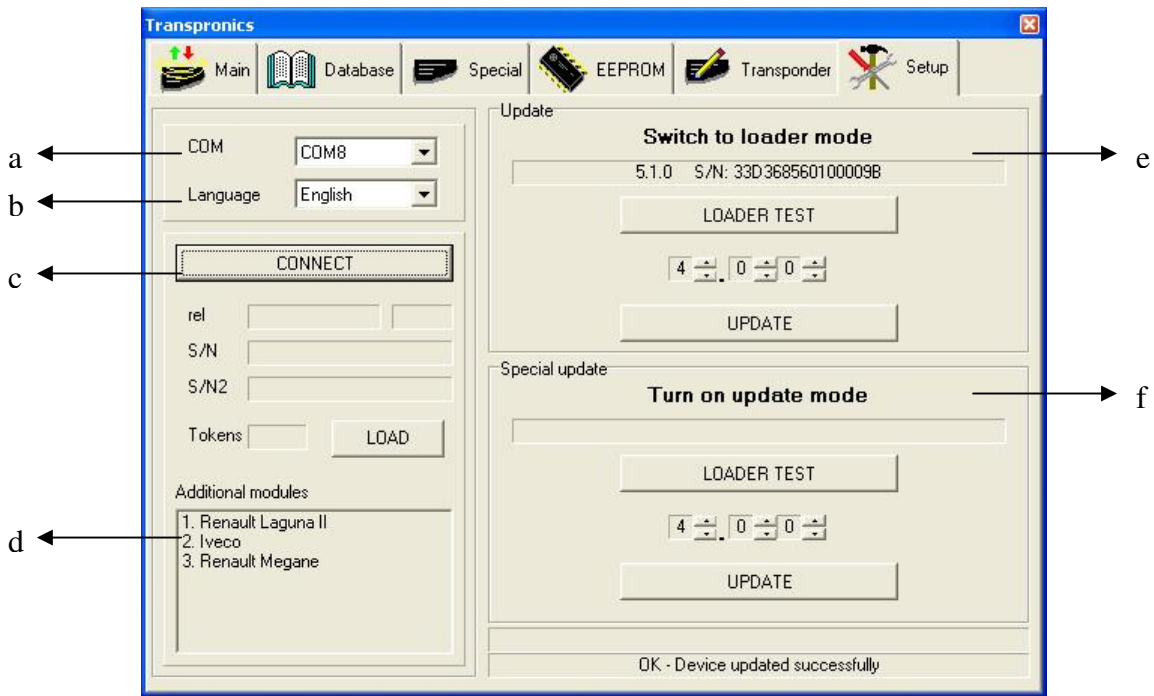 Transpronics
Main Database Special EEPROM Transponder Setup
a
COM COM8
b
Language English
c
CONNECT
rel
S/N
S/N2
Tokens LOAD
Additional modules
d
1. Renault Laguna II
2. Iveco
3. Renault Megane
Update
Switch to loader mode
e
5.1.0 S/N: 33D368560100009B
LOADER TEST
4 . 0 0
UPDATE
Special update
Turn on update mode
f
LOADER TEST
4 . 0 0
UPDATE
OK - Device updated successfully